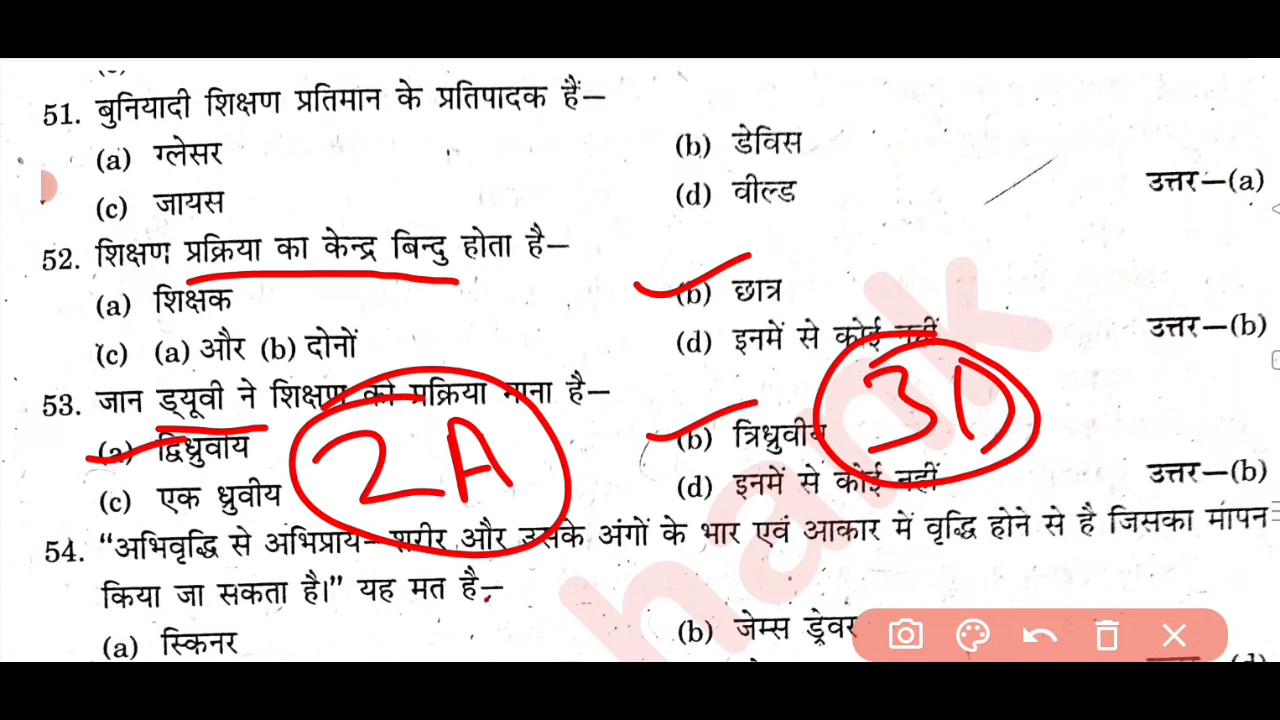 51. बुनियादी शिक्षण प्रतिमान के प्रतिपादक हैं—
(a) ग्लेसर (b) डेविस
(c) जायस (d) वील्ड उत्तर—(a)
52. शिक्षण प्रक्रिया का केन्द्र बिन्दु होता है—
(a) शिक्षक (b) छात्र
(c) (a) और (b) दोनों (d) इनमें से कोई नहीं उत्तर—(b)
53. जान ड्यूवी ने शिक्षण को प्रक्रिया माना है—
(a) द्विध्रुवीय (b) त्रिध्रुवीय
(c) एक ध्रुवीय (d) इनमें से कोई नहीं उत्तर—(b)
2A 3D
54. “अभिवृद्धि से अभिप्राय— शरीर और उसके अंगों के भार एवं आकार में वृद्धि होने से है जिसका मापन
किया जा सकता है।” यह मत है—
(a) स्किनर (b) जेम्स ड्रेवर
hank